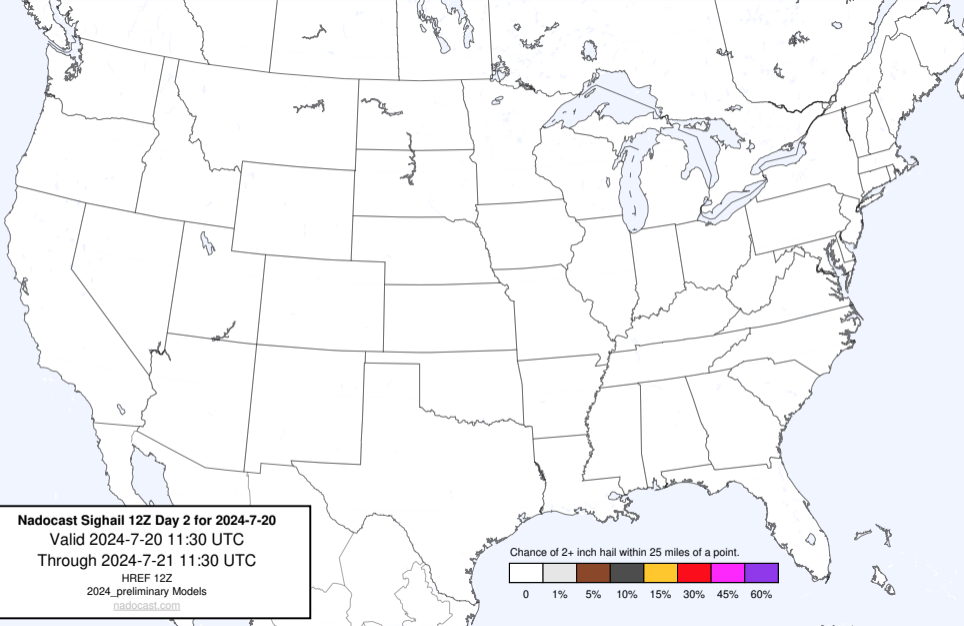 Nadocast Sighail 12Z Day 2 for 2024-7-20
Valid 2024-7-20 11:30 UTC
Through 2024-7-21 11:30 UTC
HREF 12Z
2024_preliminary Models
nadocast.com
Chance of 2+ inch hail within 25 miles of a point.
0 1% 5% 10% 15% 30% 45% 60%